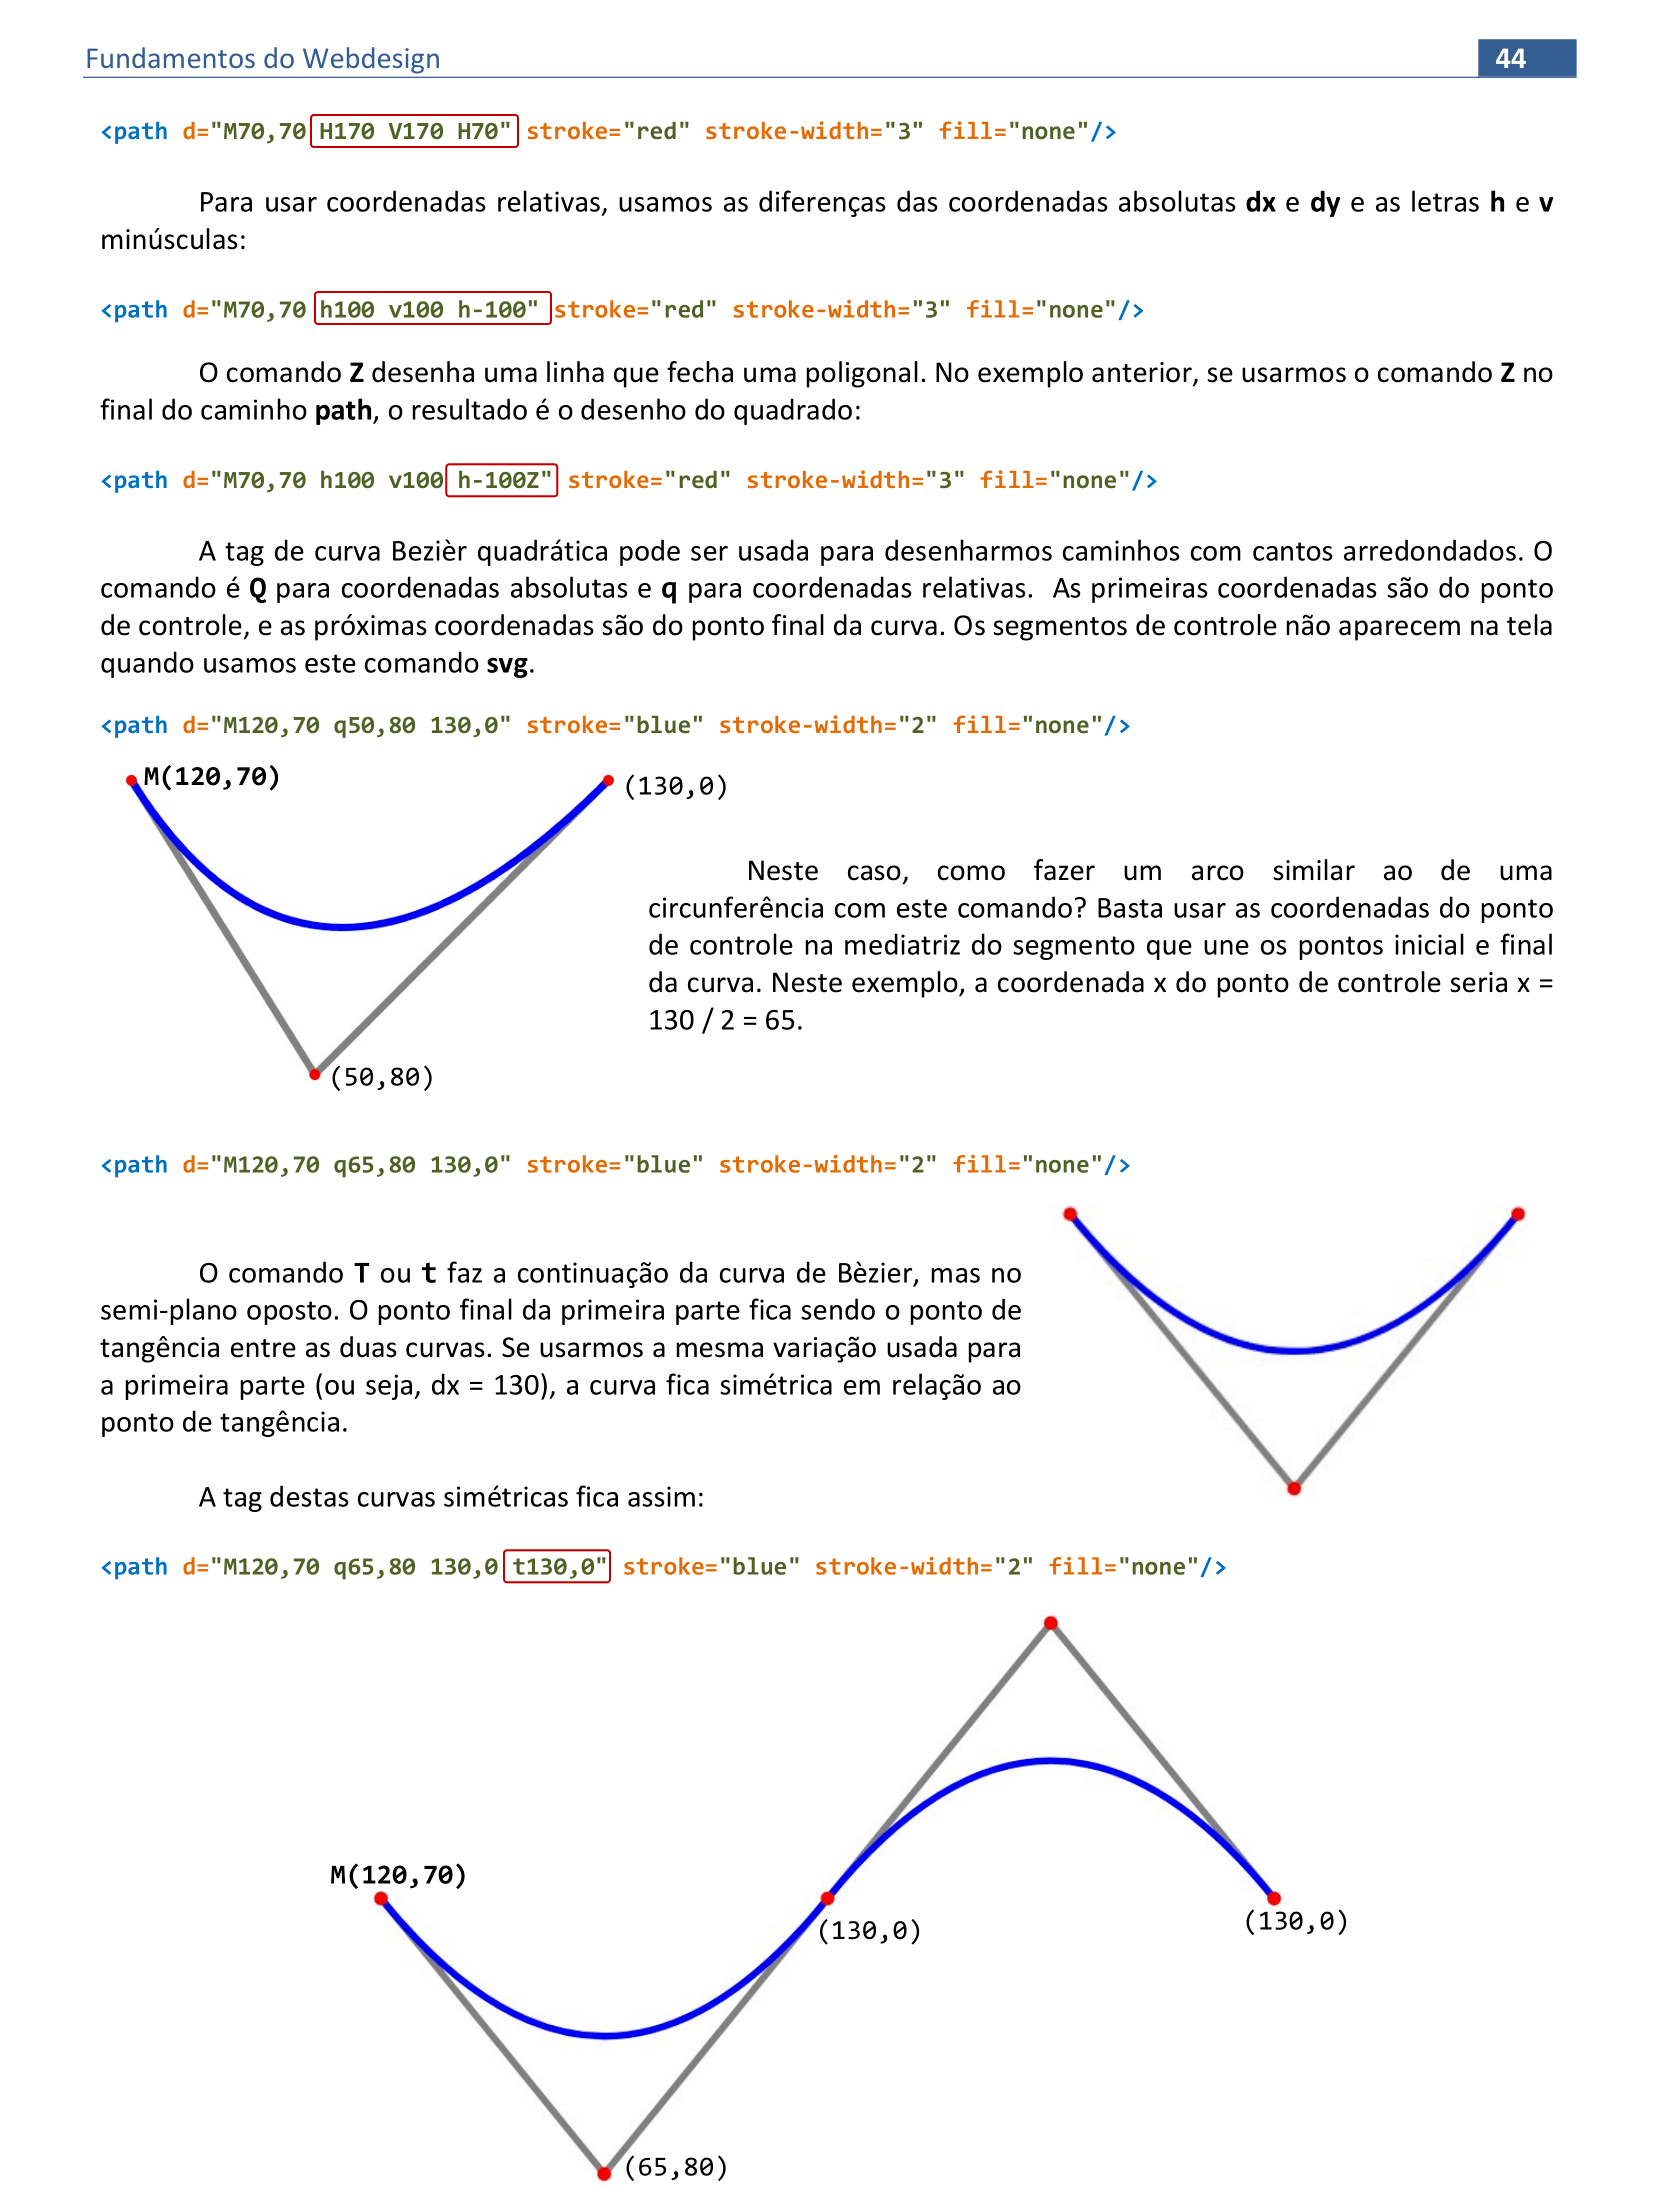 Fundamentos do Webdesign 44
<path d="M70,70 H170 V170 H70" stroke="red" stroke-width="3" fill="none"/>
Para usar coordenadas relativas, usamos as diferenças das coordenadas absolutas dx e dy e as letras h e v
minúsculas:
<path d="M70,70 h100 v100 h-100" stroke="red" stroke-width="3" fill="none"/>
O comando Z desenha uma linha que fecha uma poligonal. No exemplo anterior, se usarmos o comando Z no
final do caminho path, o resultado é o desenho do quadrado:
<path d="M70,70 h100 v100 h-100Z" stroke="red" stroke-width="3" fill="none"/>
A tag de curva Bezièr quadrática pode ser usada para desenharmos caminhos com cantos arredondados. O
comando é Q para coordenadas absolutas e q para coordenadas relativas. As primeiras coordenadas são do ponto
de controle, e as próximas coordenadas são do ponto final da curva. Os segmentos de controle não aparecem na tela
quando usamos este comando svg.
<path d="M120,70 q50,80 130,0" stroke="blue" stroke-width="2" fill="none"/>
M(120,70)
(130,0)
Neste caso, como fazer um arco similar ao de uma
circunferência com este comando? Basta usar as coordenadas do ponto
de controle na mediatriz do segmento que une os pontos inicial e final
da curva. Neste exemplo, a coordenada x do ponto de controle seria x =
130 / 2 = 65.
(50,80)
<path d="M120,70 q65,80 130,0" stroke="blue" stroke-width="2" fill="none"/>
O comando T ou t faz a continuação da curva de Bèzier, mas no
semi-plano oposto. O ponto final da primeira parte fica sendo o ponto de
tangência entre as duas curvas. Se usarmos a mesma variação usada para
a primeira parte (ou seja, dx = 130), a curva fica simétrica em relação ao
ponto de tangência.
A tag destas curvas simétricas fica assim:
<path d="M120,70 q65,80 130,0 t130,0" stroke="blue" stroke-width="2" fill="none"/>
M(120,70)
(130,0)
(130,0)
(65,80)